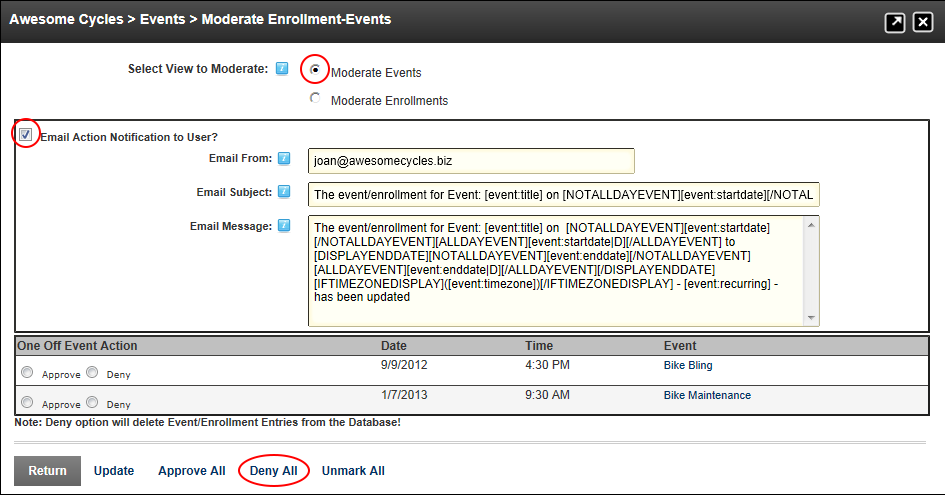 Awesome Cycles > Events > Moderate Enrollment-Events
Select View to Moderate:
Moderate Events
Moderate Enrollments
Email Action Notification to User?
Email From: joan@awesomecycles.biz
Email Subject: The event/enrollment for Event: [event:title] on [NOTALLDAYEVENT][event:startdate][/NOTAL
Email Message: The event/enrollment for Event: [event:title] on  [NOTALLDAYEVENT][event:startdate]
[/NOTALLDAYEVENT][ALLDAYEVENT][event:startdate|D][/ALLDAYEVENT] to
[DISPLAYENDDATE][NOTALLDAYEVENT][event:enddate][/NOTALLDAYEVENT]
[ALLDAYEVENT][event:enddate|D][/ALLDAYEVENT][/DISPLAYENDDATE]
[IFTIMEZONEDISPLAY]([event:timezone])[/IFTIMEZONEDISPLAY] - [event:recurring] -
has been updated
One Off Event Action Date Time Event
Approve Deny 9/9/2012 4:30 PM Bike Bling
Approve Deny 1/7/2013 9:30 AM Bike Maintenance
Note: Deny option will delete Event/Enrollment Entries from the Database!
Return Update Approve All Deny All Unmark All